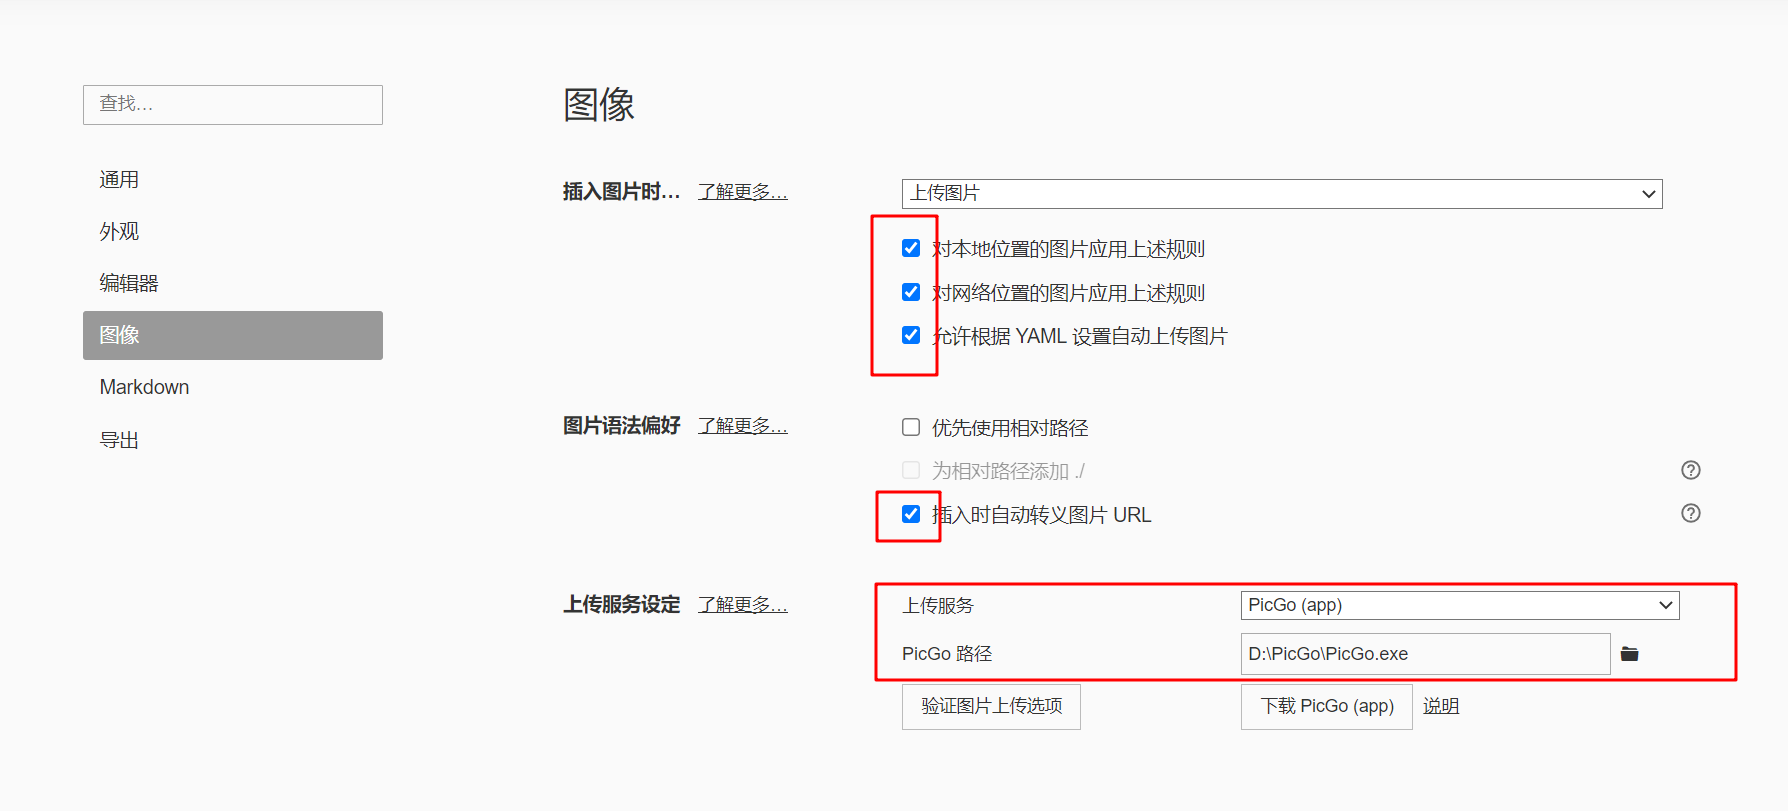 查找…
通用
外观
编辑器
图像
Markdown
导出
图像
插入图片时… 了解更多… 上传图片
对本地位置的图片应用上述规则
对网络位置的图片应用上述规则
允许根据 YAML 设置自动上传图片
图片语法偏好 了解更多… 优先使用相对路径
为相对路径添加 ./
插入时自动转义图片 URL
上传服务设定 了解更多… 上传服务 PicGo (app)
PicGo 路径 D:\PicGo\PicGo.exe
验证图片上传选项 下载 PicGo (app) 说明